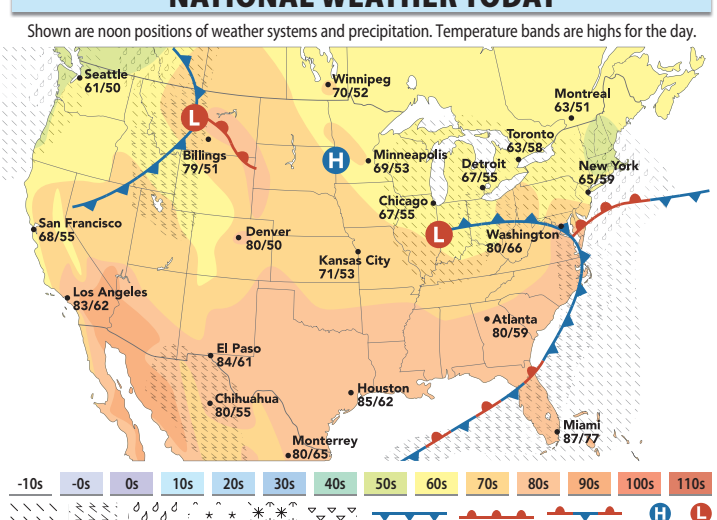 NATIONAL WEATHER TODAY
Shown are noon positions of weather systems and precipitation. Temperature bands are highs for the day.
Seattle
61/50
Winnipeg
70/52
Montreal
63/51
L
Billings
79/51
H
Minneapolis
69/53
Toronto
63/58
Detroit
67/55
New York
65/59
Chicago
67/55
San Francisco
68/55
Denver
80/50
L
Washington
80/66
Kansas City
71/53
Los Angeles
83/62
Atlanta
80/59
El Paso
84/61
Houston
85/62
Chihuahua
80/55
Miami
87/77
Monterrey
80/65
-10s -0s 0s 10s 20s 30s 40s 50s 60s 70s 80s 90s 100s 110s
H L